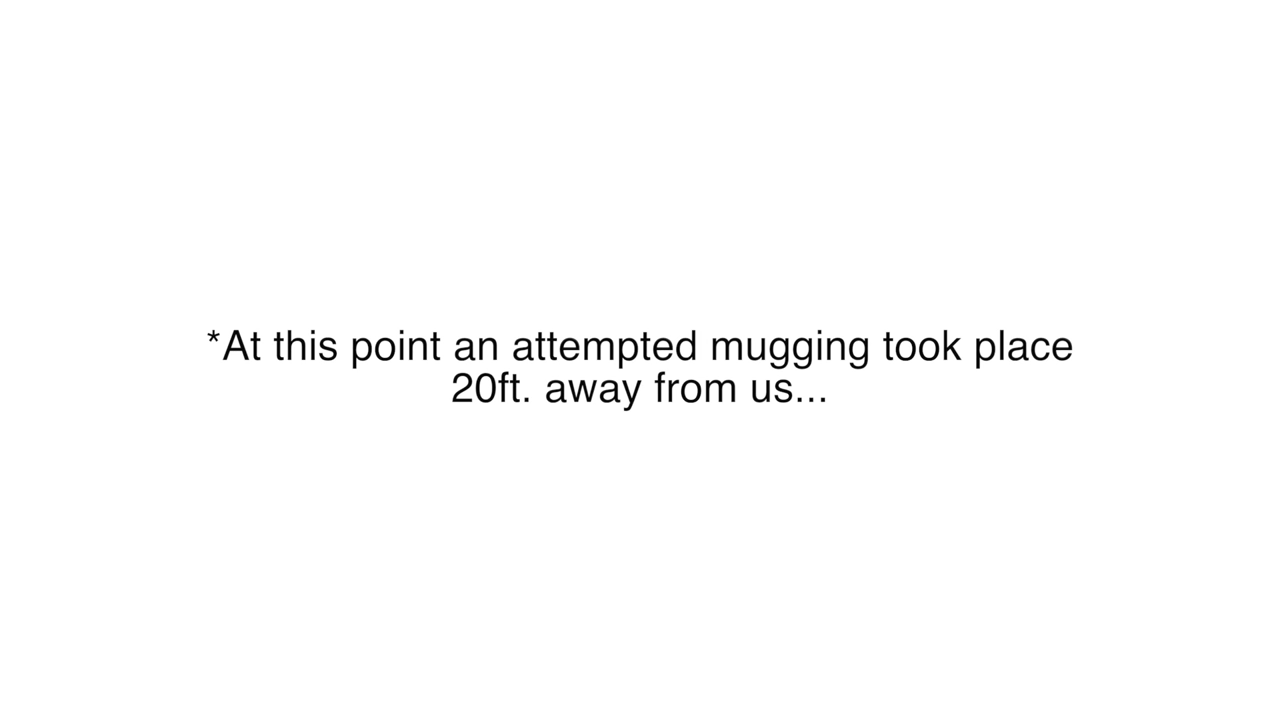 *At this point an attempted mugging took place
20ft. away from us...